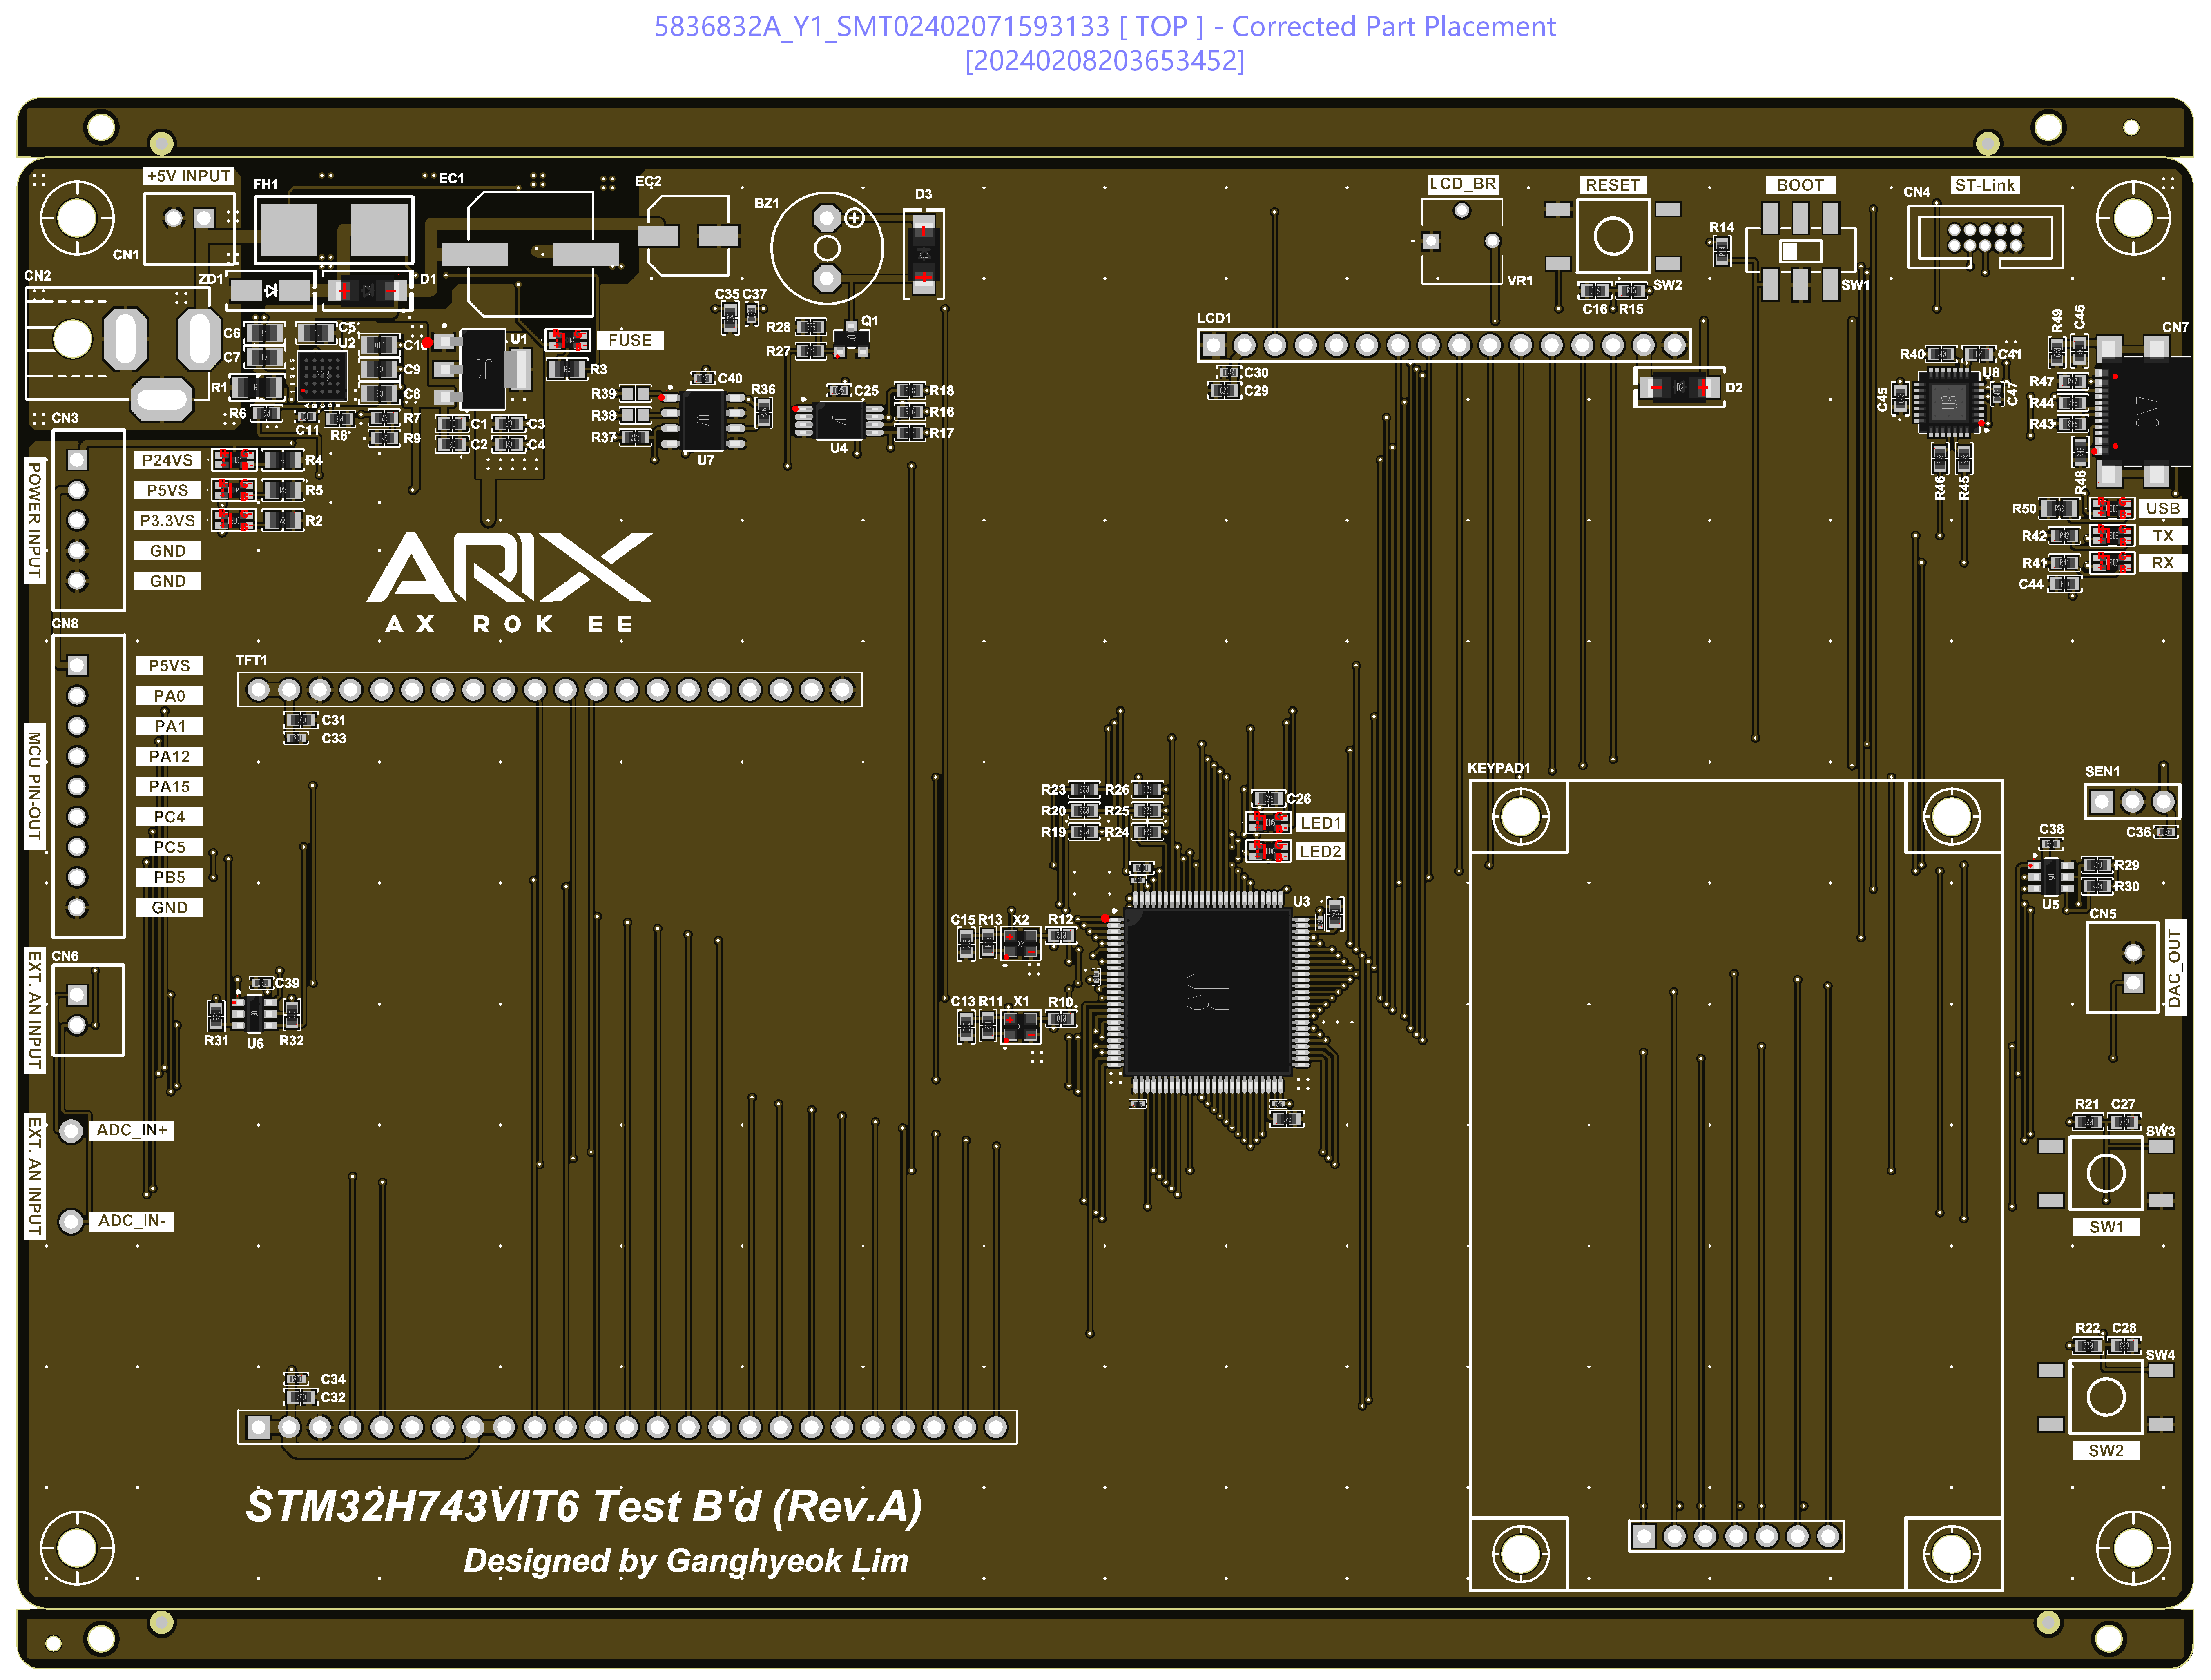 5836832A_Y1_SMT02402071593133 [ TOP ] - Corrected Part Placement
[20240208203653452]
+5V INPUT
FH1
EC1
EC2
BZ1
D3
LCD_BR
RESET
BOOT
ST-Link
CN4
CN1
R14
CN2
ZD1
D1
VR1
C16 R15
SW2
SW1
C35 C37
C6
C5
U2
C7
C10
U1
FUSE
R28
R27
Q1
LCD1
R49
C46
CN7
R40
C41
U8
C9
R3
C40
C30
C29
D2
C45
C47
R47
R44
R43
R1
C8
R39
R38
R37
R36
C25
R18
R16
R17
R6
C11
R8
R7
R9
C1
C2
C3
C4
U7
U4
CN3
POWER INPUT
P24VS
R4
P5VS
R5
P3.3VS
R2
GND
GND
R46
R45
R48
R50
USB
R42
TX
R41
RX
C44
ARIX
AX ROK EE
CN8
MCU PIN-OUT
P5VS
PA0
PA1
PA12
PA15
PC4
PC5
PB5
GND
TFT1
C31
C33
KEYPAD1
SEN1
C36
R23
R26
R20
R25
R19
R24
C26
LED1
LED2
C38
R29
R30
U5
CN5
DAC_OUT
U3
C15 R13 X2 R12
C13 R11 X1 R10
U3
CN6
EXT. AN INPUT
C39
R31
U6
R32
EXT. AN INPUT
ADC_IN+
ADC_IN-
R21 C27
SW3
SW1
R22 C28
SW4
SW2
C34
C32
STM32H743VIT6 Test B'd (Rev.A)
Designed by Ganghyeok Lim